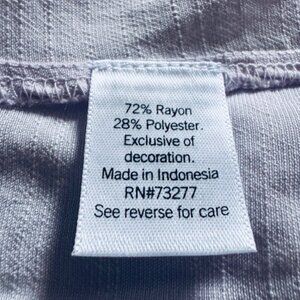 72% Rayon
28% Polyester.
Exclusive of
decoration.
Made in Indonesia
RN#73277
See reverse for care